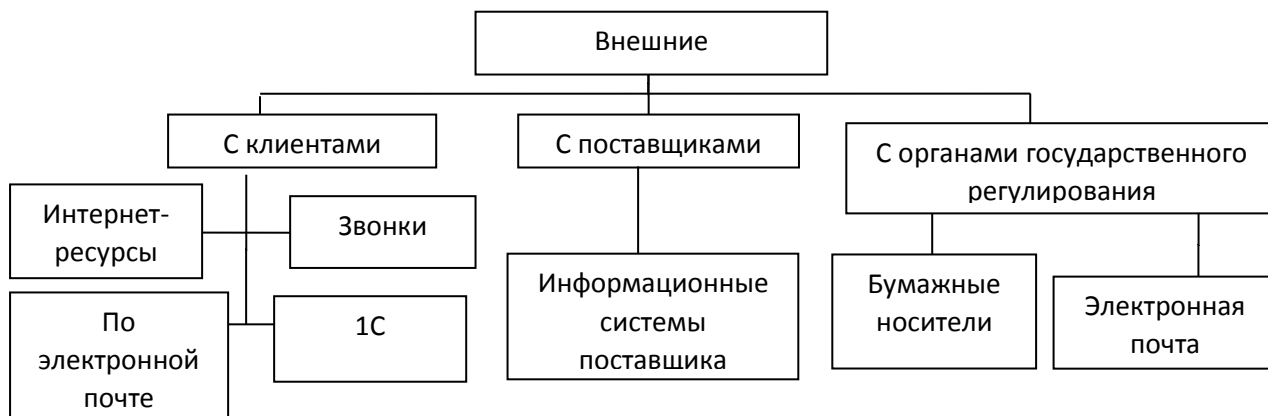 Внешние
С клиентами
С поставщиками
С органами государственного
регулирования
Интернет-
ресурсы
Звонки
Информационные
системы
поставщика
Бумажные
носители
Электронная
почта
По
электронной
почте
1С